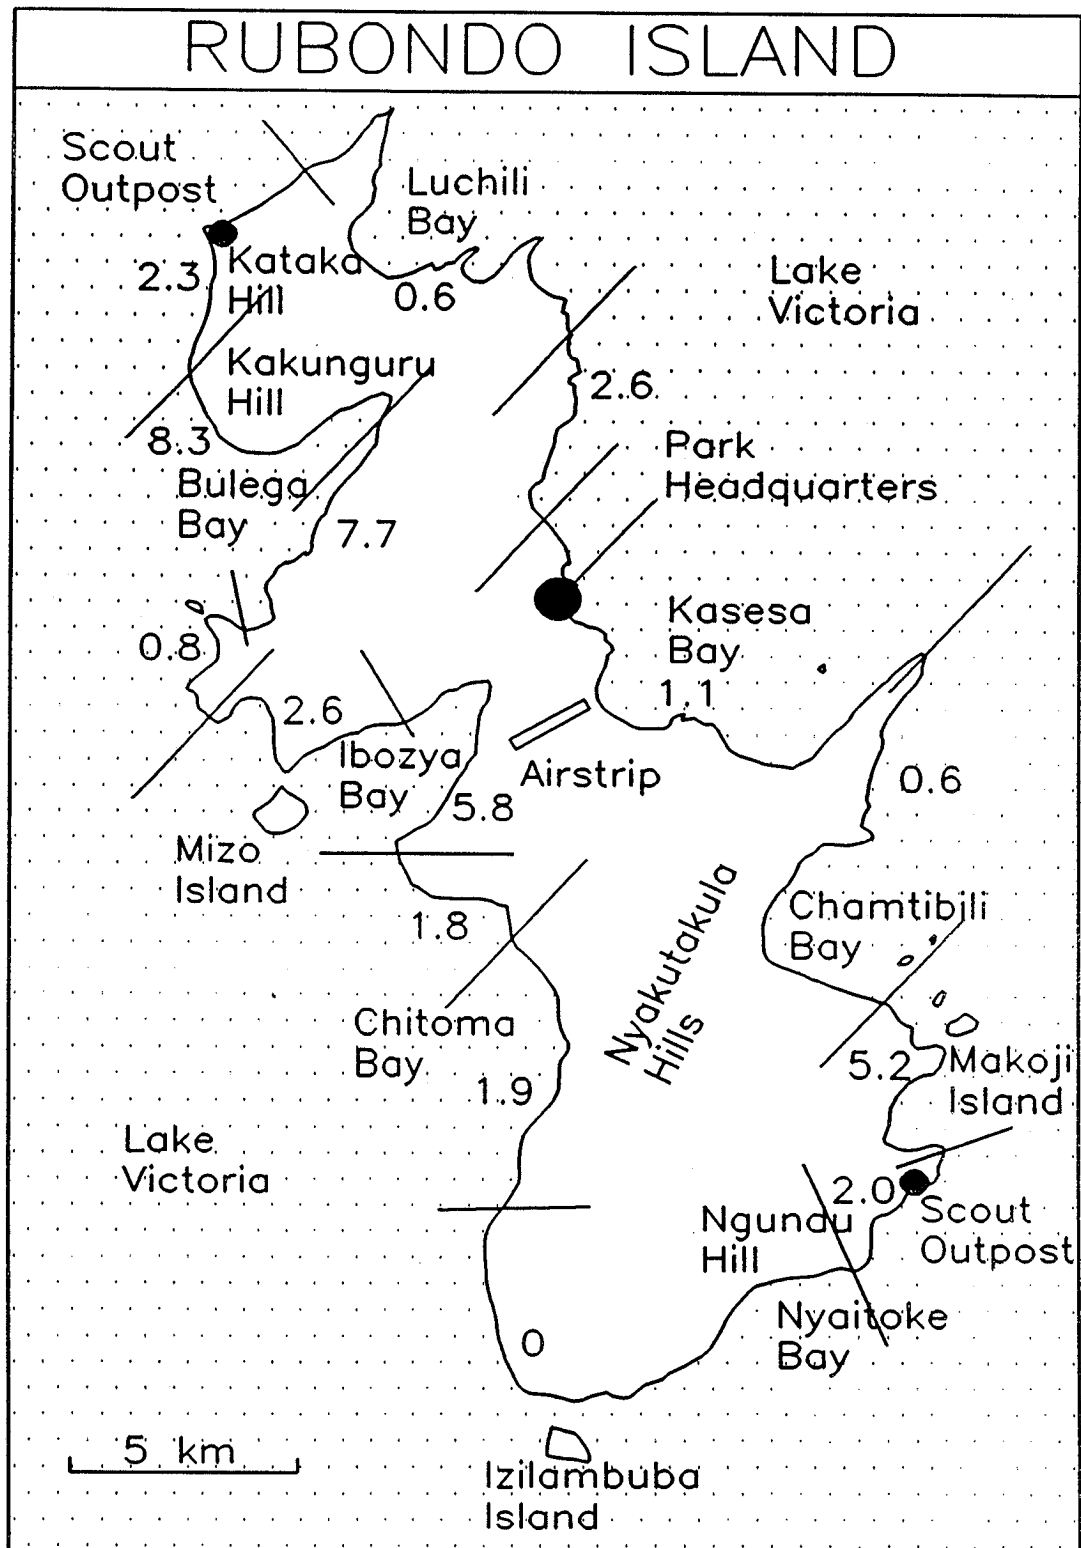 RUBONDO ISLAND
Scout
Outpost
Luchili
Bay
2.3
Kataka
Hill
0.6
Lake
Victoria
Kakunguru
Hill
2.6
8.3
Park
Headquarters
Bulega
Bay
7.7
Kasesa
Bay
0.8
1.1
2.6
Ibozya
Bay
Airstrip
0.6
5.8
Mizo
Island
1.8
Chamtibili
Bay
Nyakutakula
Hills
Chitoma
Bay
5.2
Makoji
Island
1.9
Lake
Victoria
2.0
Ngundu
Hill
Scout
Outpost
Nyaitoke
Bay
0
5 km
Izilambuba
Island